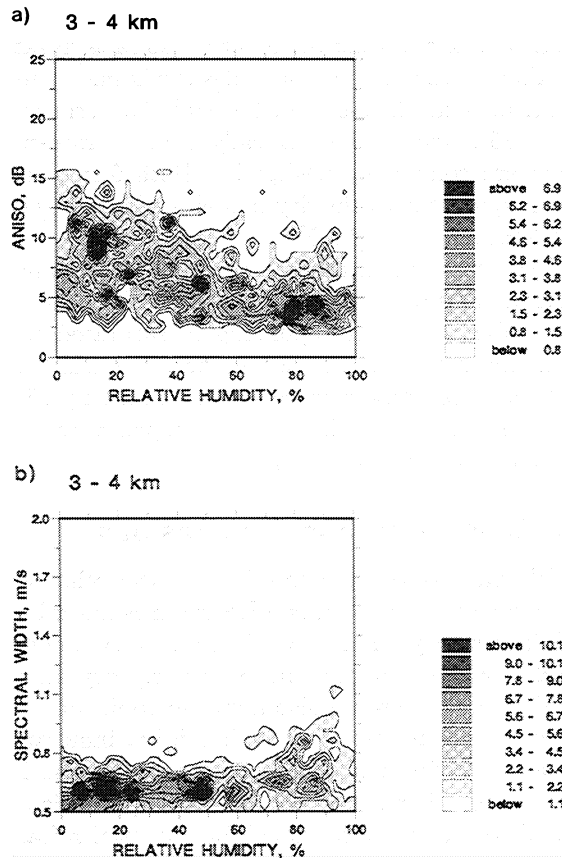 a)
3 - 4 km
ANISO, dB
25
20
15
10
5
0
0 20 40 60 80 100
RELATIVE HUMIDITY, %
above 6.9
6.2 - 6.9
5.4 - 6.2
4.6 - 5.4
3.8 - 4.6
3.1 - 3.8
2.3 - 3.1
1.5 - 2.3
0.8 - 1.5
below 0.8
b)
3 - 4 km
SPECTRAL WIDTH, m/s
2.0
1.7
1.4
1.1
0.8
0.5
0 20 40 60 80 100
RELATIVE HUMIDITY, %
above 10.1
9.0 - 10.1
7.8 - 9.0
6.7 - 7.8
5.6 - 6.7
4.5 - 5.6
3.4 - 4.5
2.2 - 3.4
1.1 - 2.2
below 1.1